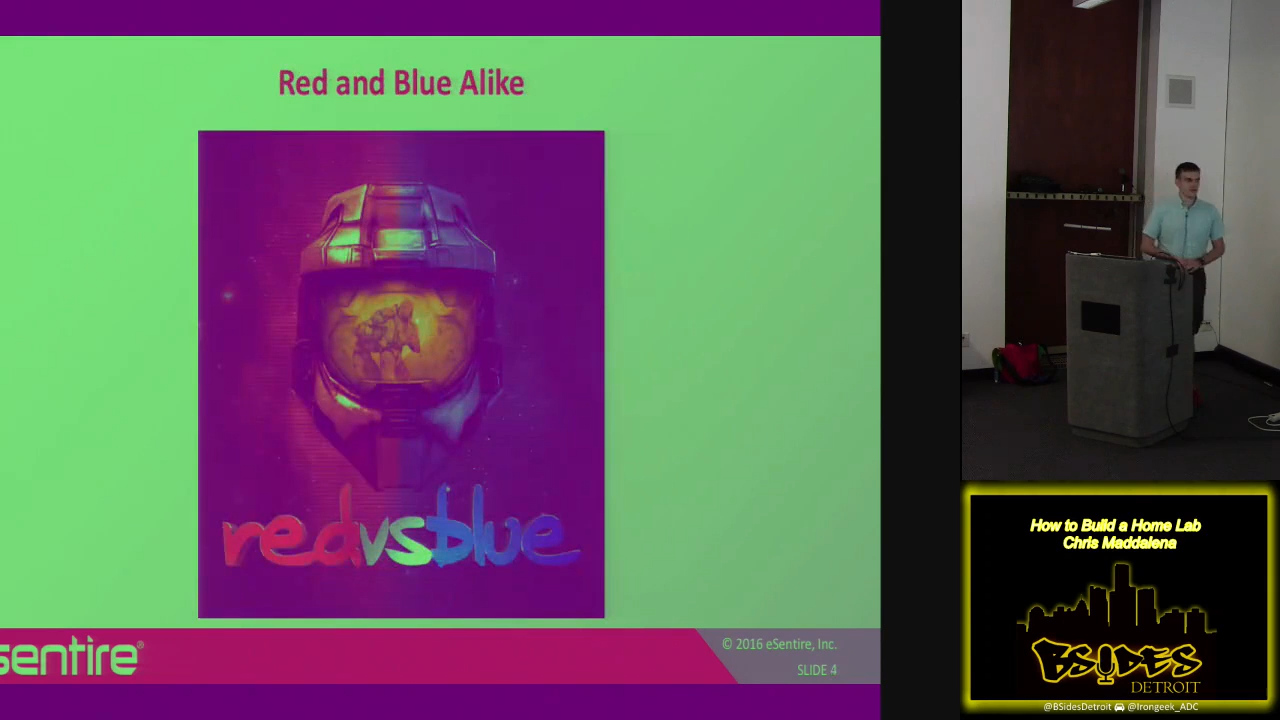 Red and Blue Alike
redvsblue
sentire®
© 2016 eSentire, Inc.
SLIDE 4
How to Build a Home Lab
Chris Maddalena
BSIDES
DETROIT
@BSidesDetroit @Irongeek_ADC